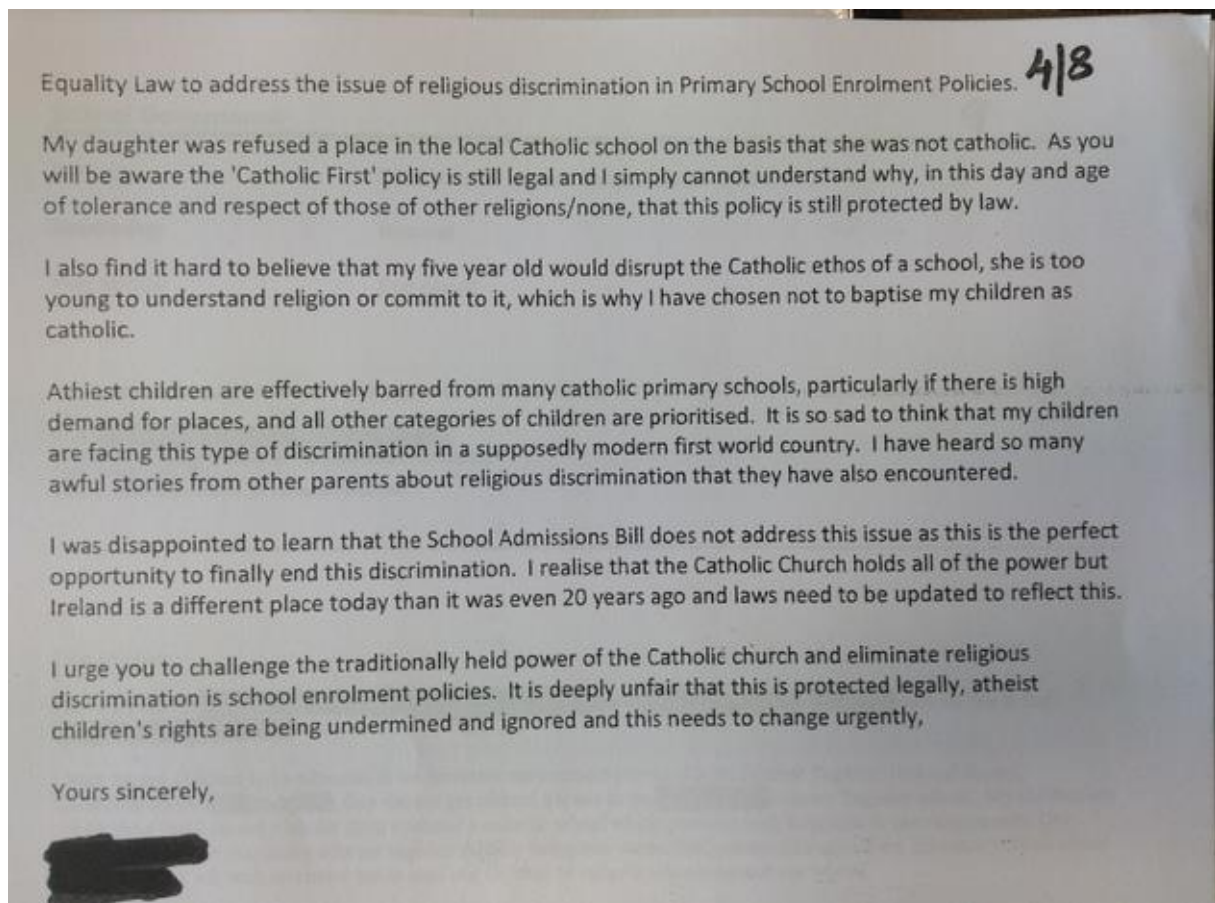 4/8
Equality Law to address the issue of religious discrimination in Primary School Enrolment Policies.
My daughter was refused a place in the local Catholic school on the basis that she was not catholic.  As you
will be aware the 'Catholic First' policy is still legal and I simply cannot understand why, in this day and age
of tolerance and respect of those of other religions/none, that this policy is still protected by law.
I also find it hard to believe that my five year old would disrupt the Catholic ethos of a school, she is too
young to understand religion or commit to it, which is why I have chosen not to baptise my children as
catholic.
Athiest children are effectively barred from many catholic primary schools, particularly if there is high
demand for places, and all other categories of children are prioritised.  It is so sad to think that my children
are facing this type of discrimination in a supposedly modern first world country.  I have heard so many
awful stories from other parents about religious discrimination that they have also encountered.
I was disappointed to learn that the School Admissions Bill does not address this issue as this is the perfect
opportunity to finally end this discrimination.  I realise that the Catholic Church holds all of the power but
Ireland is a different place today than it was even 20 years ago and laws need to be updated to reflect this.
I urge you to challenge the traditionally held power of the Catholic church and eliminate religious
discrimination is school enrolment policies.  It is deeply unfair that this is protected legally, atheist
children's rights are being undermined and ignored and this needs to change urgently,
Yours sincerely,